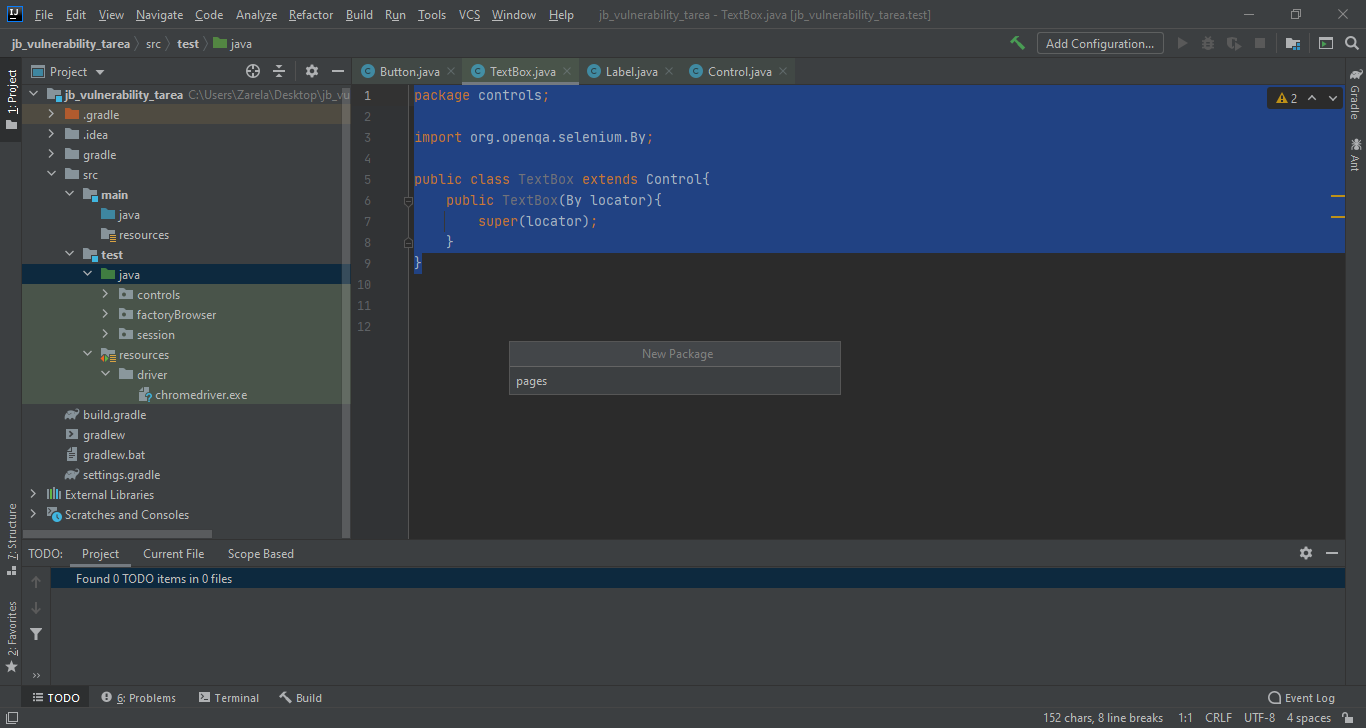 File Edit View Navigate Code Analyze Refactor Build Run Tools VCS Window Help jb_vulnerability_tarea - TextBox.java [jb_vulnerability_tarea.test]
jb_vulnerability_tarea src test java Add Configuration...
1: Project
Project
Button.java TextBox.java Label.java Control.java
jb_vulnerability_tarea C:\Users\Zarela\Desktop\jb_vu
.gradle
.idea
gradle
src
main
java
resources
test
java
controls
factoryBrowser
session
resources
driver
chromedriver.exe
build.gradle
gradlew
gradlew.bat
settings.gradle
External Libraries
Scratches and Consoles
1 package controls;
2
3 import org.openqa.selenium.By;
4
5 public class TextBox extends Control{
6 public TextBox(By locator){
7 super(locator);
8 }
9 }
10
11
12
2
New Package
pages
Gradle
Ant
7: Structure
2: Favorites
TODO: Project Current File Scope Based
Found 0 TODO items in 0 files
TODO 6: Problems Terminal Build Event Log
152 chars, 8 line breaks 1:1 CRLF UTF-8 4 spaces